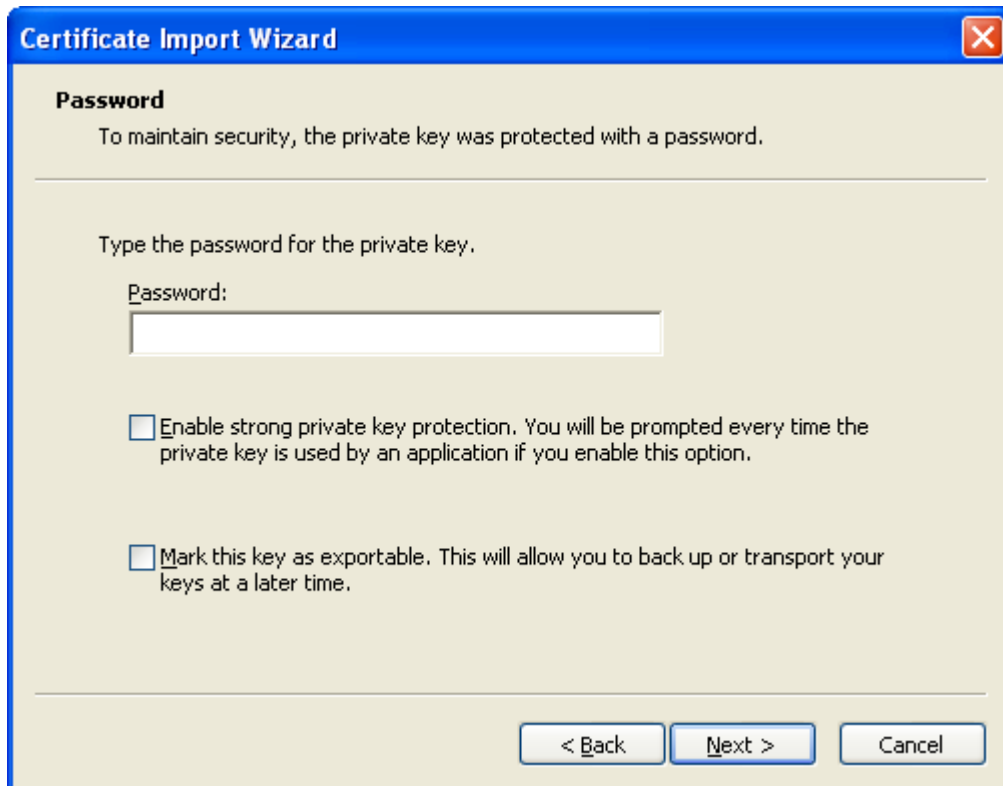 Certificate Import Wizard
Password
To maintain security, the private key was protected with a password.
Type the password for the private key.
Password:
Enable strong private key protection. You will be prompted every time the
private key is used by an application if you enable this option.
Mark this key as exportable. This will allow you to back up or transport your
keys at a later time.
< Back Next > Cancel